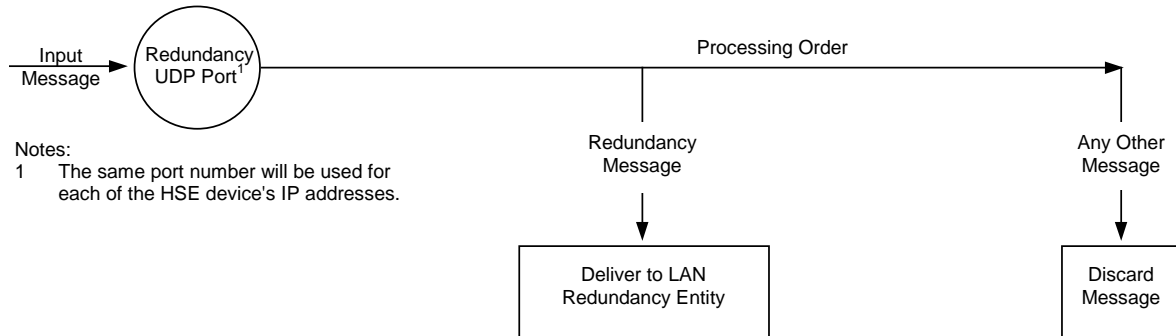 Input
Message
Redundancy
UDP Port1
Processing Order
Notes:
1 The same port number will be used for
each of the HSE device's IP addresses.
Redundancy
Message
Any Other
Message
Deliver to LAN
Redundancy Entity
Discard
Message